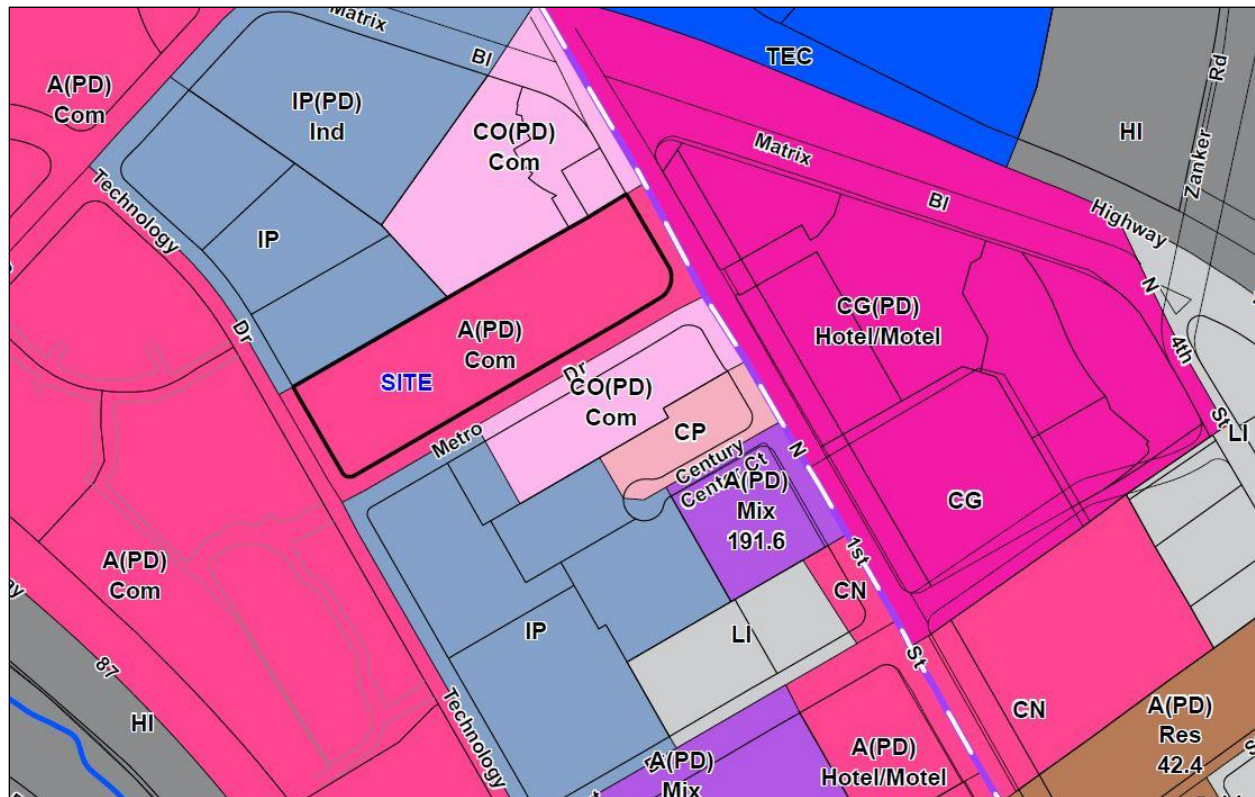 Matrix
Bl
TEC
A(PD)
Com
IP(PD)
Ind
CO(PD)
Com
HI
Zanker
Rd
Matrix
Bl
Highway
Technology
Dr
IP
N
CG(PD)
Hotel/Motel
4th
St
A(PD)
Com
SITE
Dr
CO(PD)
Com
Metro
CP
Century
Center Ct
N
LI
A(PD)
Mix
191.6
CG
A(PD)
Com
1st
St
CN
IP
LI
87
HI
Technology
CN
A(PD)
Res
42.4
A(PD)
Mix
A(PD)
Hotel/Motel